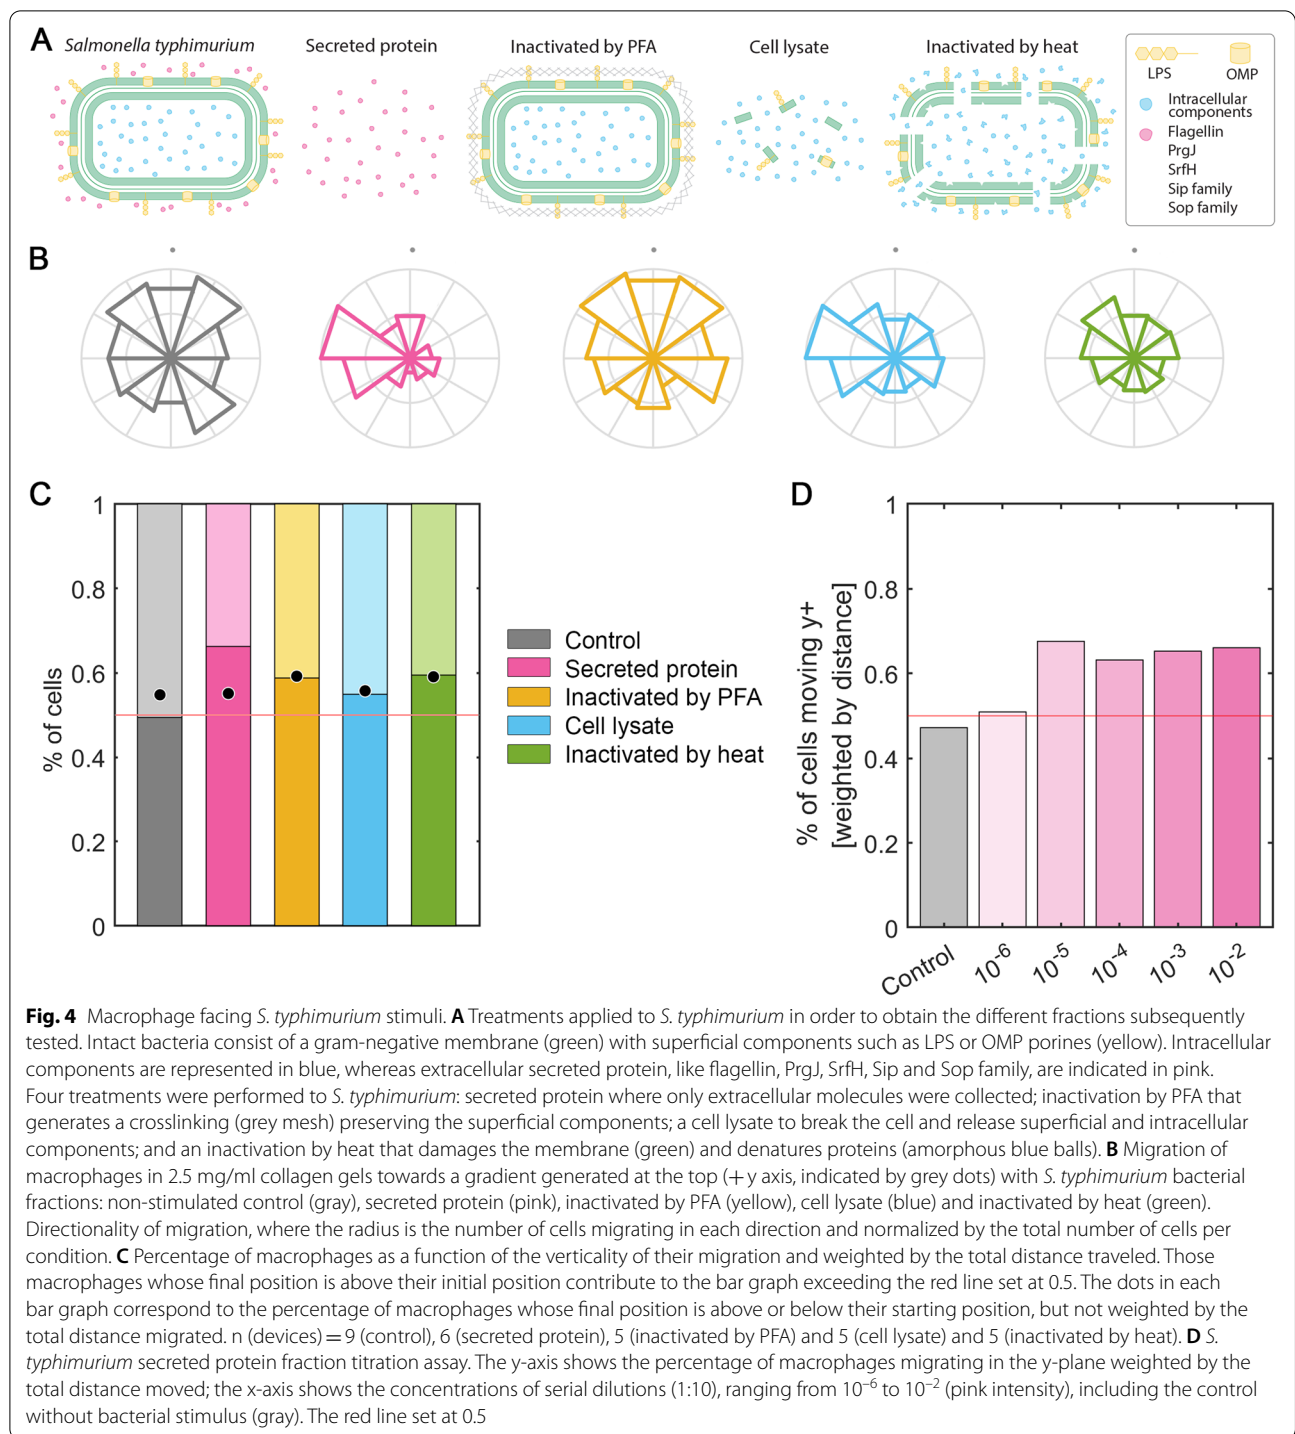 A
Salmonella typhimurium
Secreted protein
Inactivated by PFA
Cell lysate
Inactivated by heat
LPS
OMP
Intracellular
components
Flagellin
PrgJ
SrfH
Sip family
Sop family
B
C
% of cells
1
0.8
0.6
0.4
0.2
0
Control
Secreted protein
Inactivated by PFA
Cell lysate
Inactivated by heat
D
% of cells moving y+
[weighted by distance]
1
0.8
0.6
0.4
0.2
0
Control
10⁻⁶
10⁻⁵
10⁻⁴
10⁻³
10⁻²
Fig. 4 Macrophage facing S. typhimurium stimuli. A Treatments applied to S. typhimurium in order to obtain the different fractions subsequently
tested. Intact bacteria consist of a gram-negative membrane (green) with superficial components such as LPS or OMP porines (yellow). Intracellular
components are represented in blue, whereas extracellular secreted protein, like flagellin, PrgJ, SrfH, Sip and Sop family, are indicated in pink.
Four treatments were performed to S. typhimurium: secreted protein where only extracellular molecules were collected; inactivation by PFA that
generates a crosslinking (grey mesh) preserving the superficial components; a cell lysate to break the cell and release superficial and intracellular
components; and an inactivation by heat that damages the membrane (green) and denatures proteins (amorphous blue balls). B Migration of
macrophages in 2.5 mg/ml collagen gels towards a gradient generated at the top (+ y axis, indicated by grey dots) with S. typhimurium bacterial
fractions: non-stimulated control (gray), secreted protein (pink), inactivated by PFA (yellow), cell lysate (blue) and inactivated by heat (green).
Directionality of migration, where the radius is the number of cells migrating in each direction and normalized by the total number of cells per
condition. C Percentage of macrophages as a function of the verticality of their migration and weighted by the total distance traveled. Those
macrophages whose final position is above their initial position contribute to the bar graph exceeding the red line set at 0.5. The dots in each
bar graph correspond to the percentage of macrophages whose final position is above or below their starting position, but not weighted by the
total distance migrated. n (devices) = 9 (control), 6 (secreted protein), 5 (inactivated by PFA) and 5 (cell lysate) and 5 (inactivated by heat). D S.
typhimurium secreted protein fraction titration assay. The y-axis shows the percentage of macrophages migrating in the y-plane weighted by the
total distance moved; the x-axis shows the concentrations of serial dilutions (1:10), ranging from 10⁻⁶ to 10⁻² (pink intensity), including the control
without bacterial stimulus (gray). The red line set at 0.5